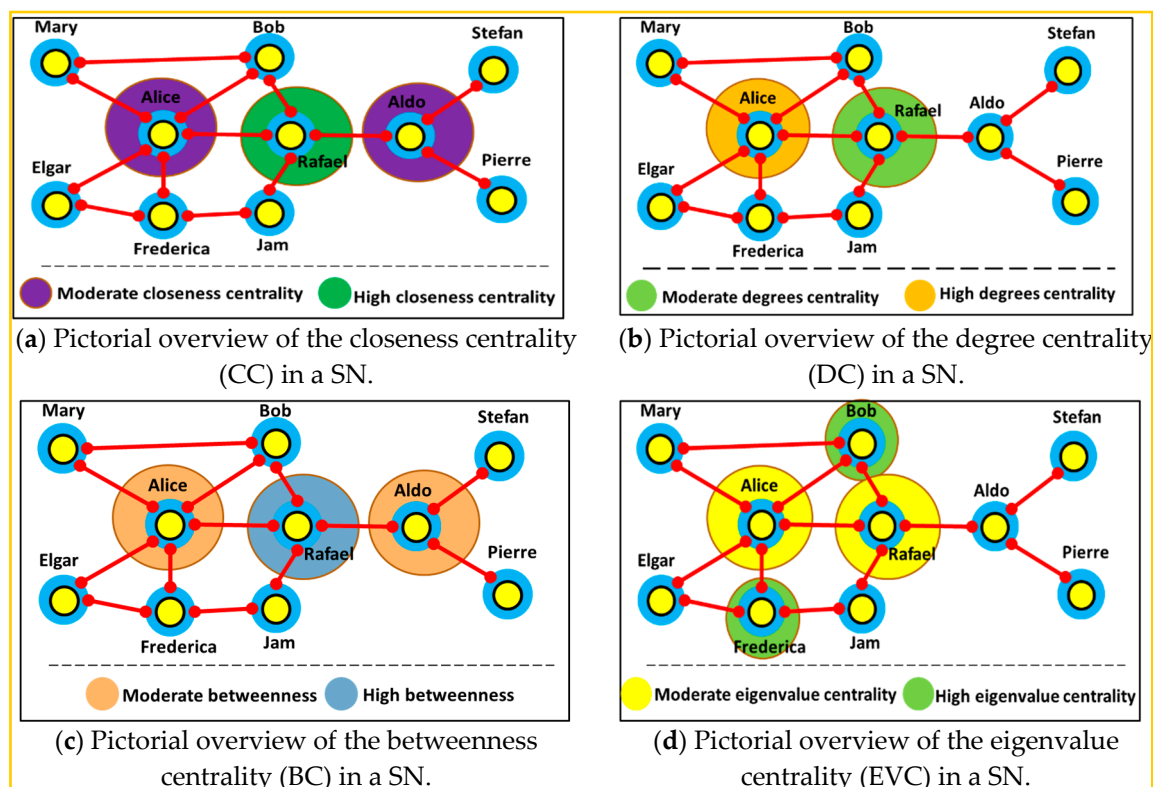 Mary
Bob
Stefan
Alice
Aldo
Rafael
Elgar
Pierre
Frederica
Jam
Moderate closeness centrality
High closeness centrality
(a) Pictorial overview of the closeness centrality
(CC) in a SN.
Mary
Bob
Stefan
Alice
Rafael
Aldo
Elgar
Pierre
Frederica
Jam
Moderate degrees centrality
High degrees centrality
(b) Pictorial overview of the degree centrality
(DC) in a SN.
Mary
Bob
Stefan
Alice
Aldo
Rafael
Elgar
Pierre
Frederica
Jam
Moderate betweenness
High betweenness
(c) Pictorial overview of the betweenness
centrality (BC) in a SN.
Mary
Bob
Stefan
Alice
Aldo
Rafael
Elgar
Pierre
Frederica
Jam
Moderate eigenvalue centrality
High eigenvalue centrality
(d) Pictorial overview of the eigenvalue
centrality (EVC) in a SN.